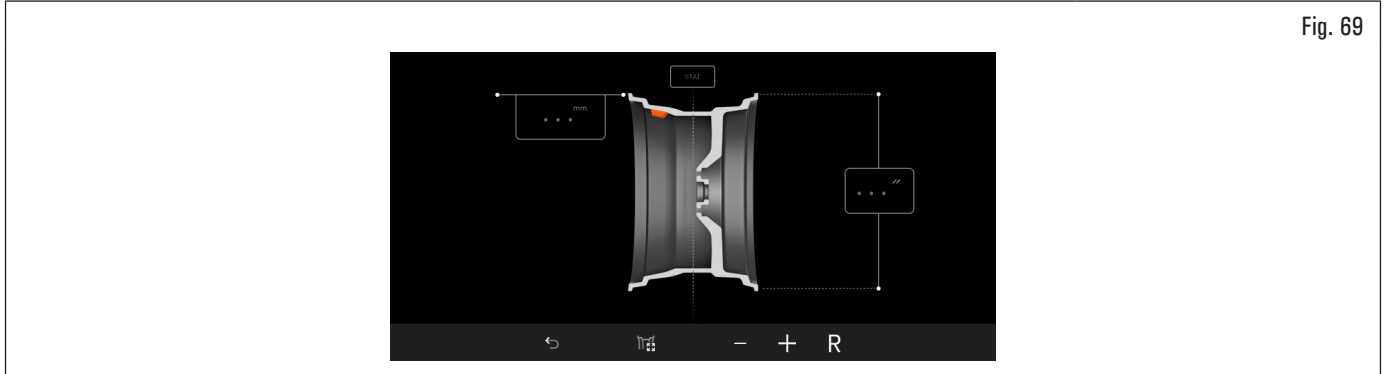 Fig. 69
STAT
mm
. . .
. . . ″
− + R